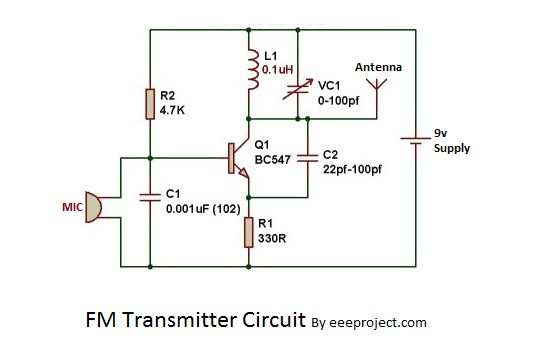 L1
0.1uH
Antenna
VC1
0-100pf
R2
4.7K
9v
Supply
Q1
BC547
C2
22pf-100pf
C1
0.001uF (102)
MIC
R1
330R
FM Transmitter Circuit By eeeproject.com